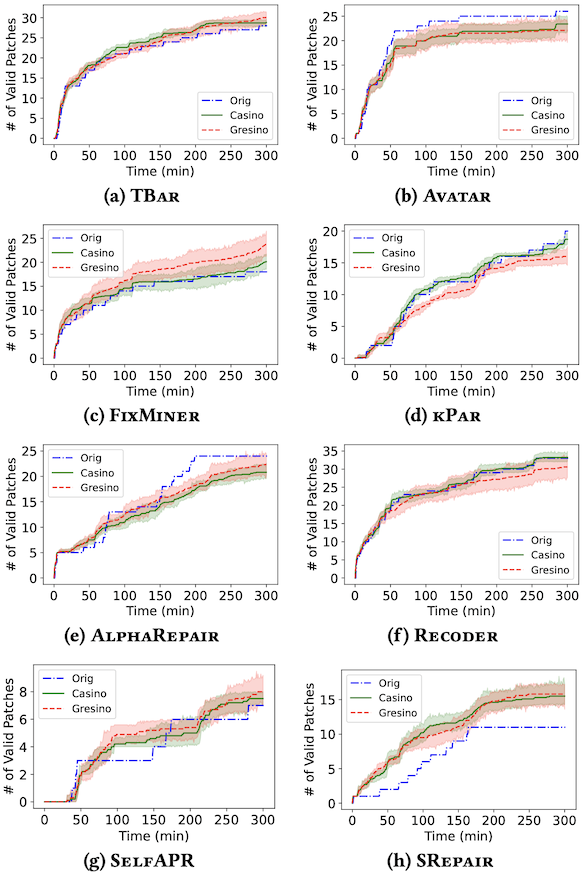 # of Valid Patches
30
25
20
15
10
5
0
Orig
Casino
Gresino
0 50 100 150 200 250 300
Time (min)
(a) TBAR
# of Valid Patches
25
20
15
10
5
0
Orig
Casino
Gresino
0 50 100 150 200 250 300
Time (min)
(b) AVATAR
# of Valid Patches
25
20
15
10
5
0
Orig
Casino
Gresino
0 50 100 150 200 250 300
Time (min)
(c) FIXMINER
# of Valid Patches
20
15
10
5
0
Orig
Casino
Gresino
0 50 100 150 200 250 300
Time (min)
(d) KPAR
# of Valid Patches
25
20
15
10
5
0
Orig
Casino
Gresino
0 50 100 150 200 250 300
Time (min)
(e) ALPHAREPAIR
# of Valid Patches
35
30
25
20
15
10
5
0
Orig
Casino
Gresino
0 50 100 150 200 250 300
Time (min)
(f) RECODER
# of Valid Patches
8
6
4
2
0
Orig
Casino
Gresino
0 50 100 150 200 250 300
Time (min)
(g) SELFAPR
# of Valid Patches
15
10
5
0
Orig
Casino
Gresino
0 50 100 150 200 250 300
Time (min)
(h) SREPAIR